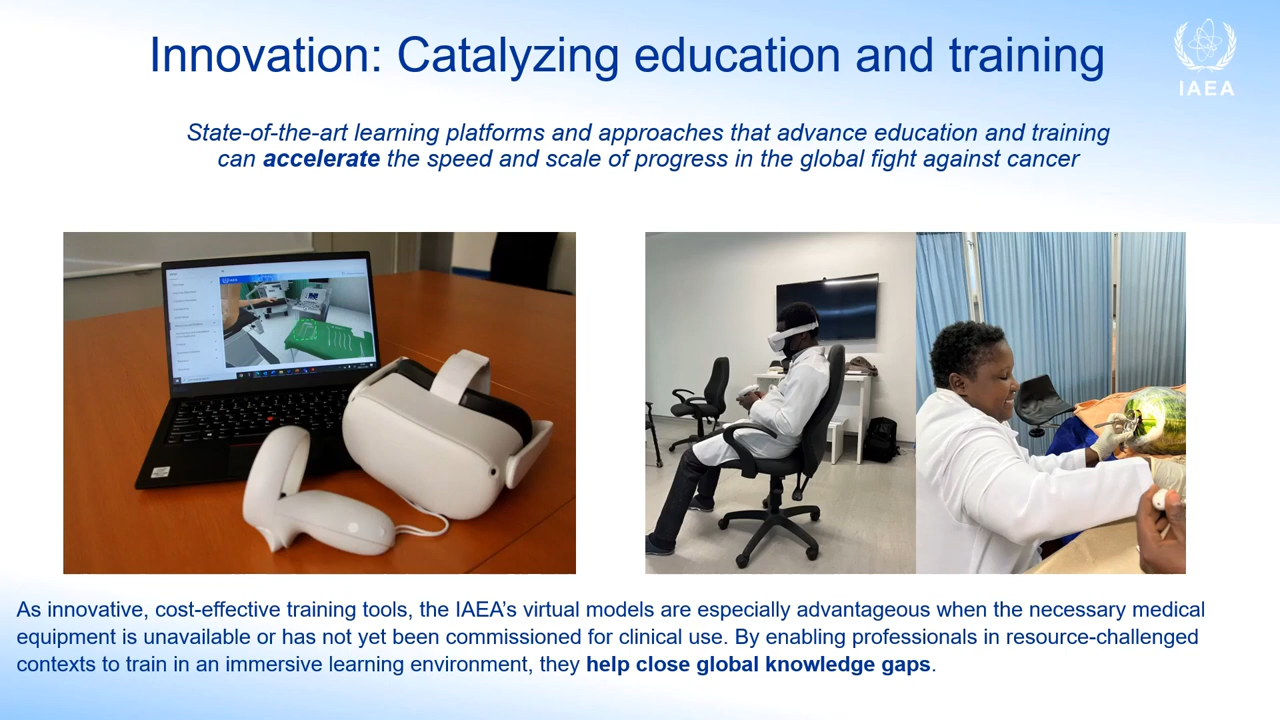 Innovation: Catalyzing education and training
IAEA
State-of-the-art learning platforms and approaches that advance education and training
can accelerate the speed and scale of progress in the global fight against cancer
As innovative, cost-effective training tools, the IAEA’s virtual models are especially advantageous when the necessary medical
equipment is unavailable or has not yet been commissioned for clinical use. By enabling professionals in resource-challenged
contexts to train in an immersive learning environment, they help close global knowledge gaps.